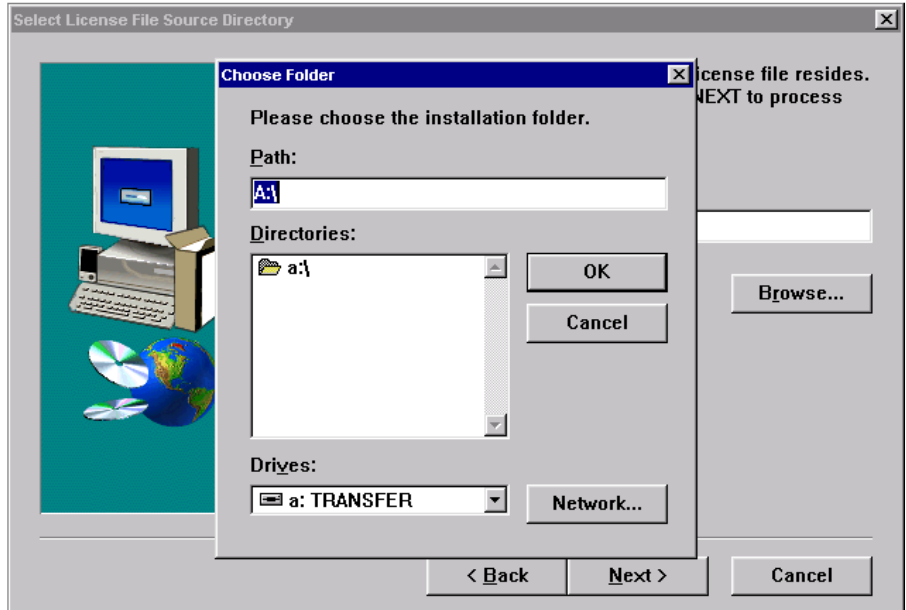 Select License File Source Directory
icense file resides.
NEXT to process
Choose Folder
Please choose the installation folder.
Path:
A:\
Directories:
a:\
OK
Cancel
Browse...
Drives:
a: TRANSFER
Network...
< Back
Next >
Cancel